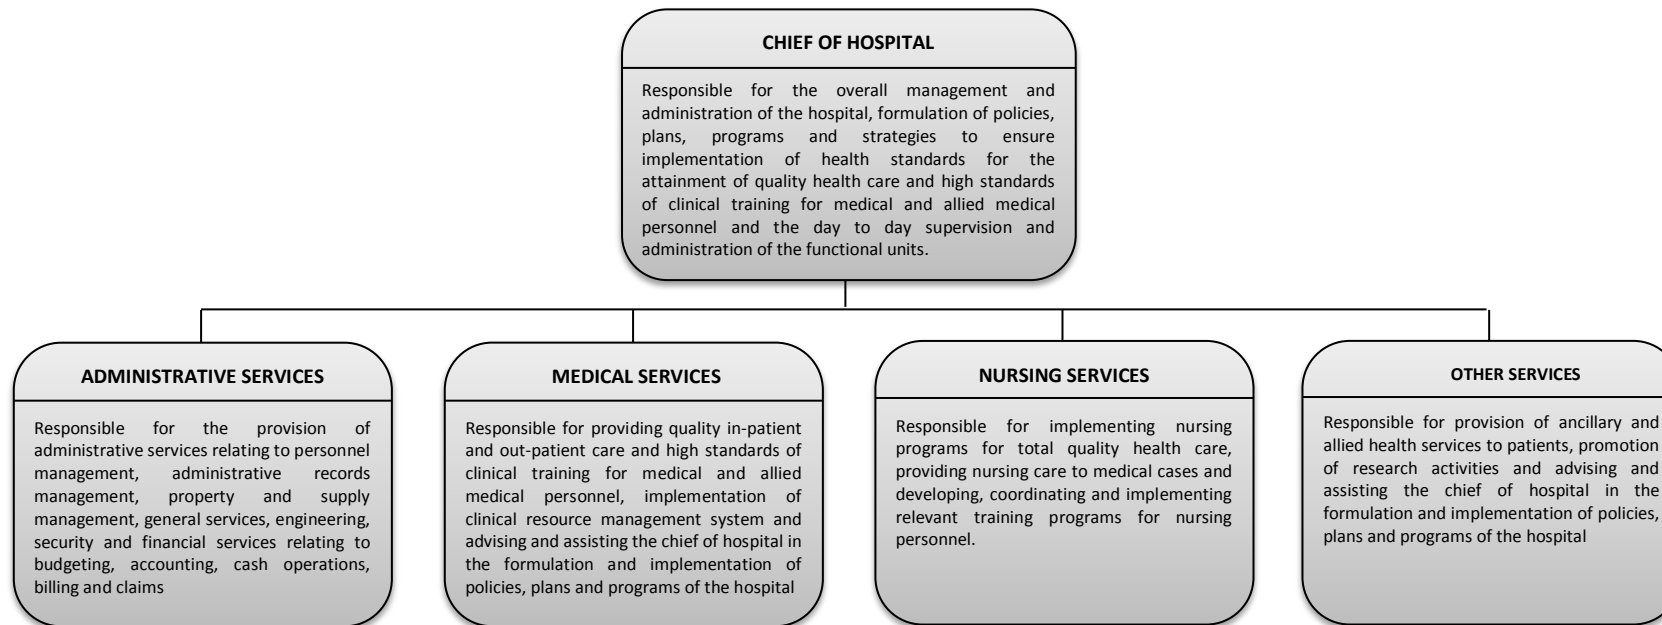 CHIEF OF HOSPITAL
Responsible for the overall management and
administration of the hospital, formulation of policies,
plans, programs and strategies to ensure
implementation of health standards for the
attainment of quality health care and high standards
of clinical training for medical and allied medical
personnel and the day to day supervision and
administration of the functional units.
ADMINISTRATIVE SERVICES
Responsible for the provision of
administrative services relating to personnel
management, administrative records
management, property and supply
management, general services, engineering,
security and financial services relating to
budgeting, accounting, cash operations,
billing and claims
MEDICAL SERVICES
Responsible for providing quality in-patient
and out-patient care and high standards of
clinical training for medical and allied
medical personnel, implementation of
clinical resource management system and
advising and assisting the chief of hospital in
the formulation and implementation of
policies, plans and programs of the hospital
NURSING SERVICES
Responsible for implementing nursing
programs for total quality health care,
providing nursing care to medical cases and
developing, coordinating and implementing
relevant training programs for nursing
personnel.
OTHER SERVICES
Responsible for provision of ancillary and
allied health services to patients, promotion
of research activities and advising and
assisting the chief of hospital in the
formulation and implementation of policies,
plans and programs of the hospital